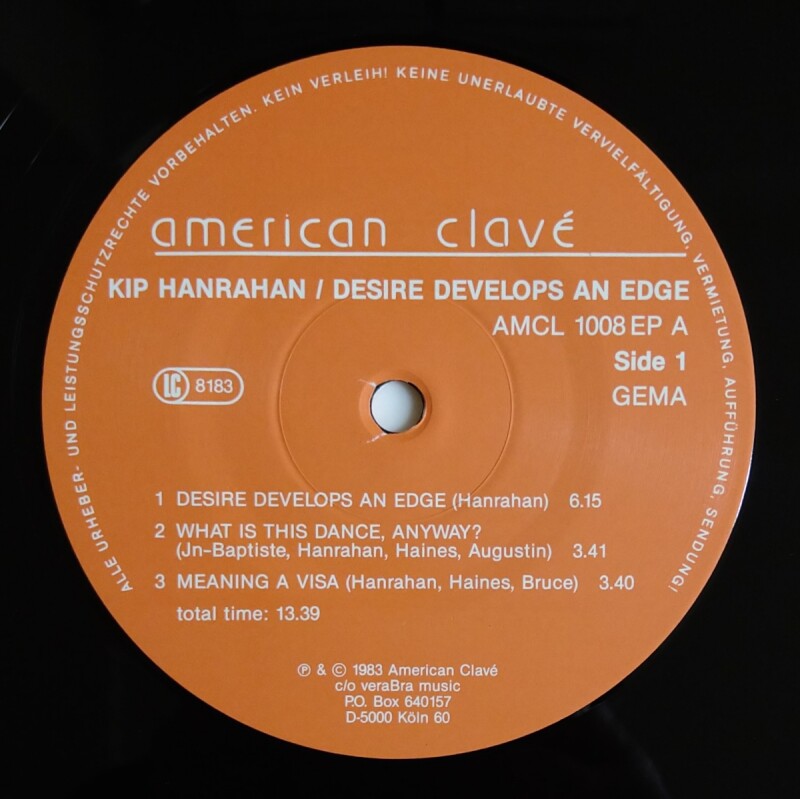 ALLE URHEBER- UND LEISTUNGSSCHUTZRECHTE VORBEHALTEN. KEIN VERLEIH! KEINE UNERLAUBTE VERVIELFÄLTIGUNG, VERMIETUNG, AUFFÜHRUNG, SENDUNG!
american clavé
KIP HANRAHAN / DESIRE DEVELOPS AN EDGE
AMCL 1008 EP A
Side 1
LC 8183
GEMA
1 DESIRE DEVELOPS AN EDGE (Hanrahan) 6.15
2 WHAT IS THIS DANCE, ANYWAY?
(Jn-Baptiste, Hanrahan, Haines, Augustin) 3.41
3 MEANING A VISA (Hanrahan, Haines, Bruce) 3.40
total time: 13.39
℗ & © 1983 American Clavé
c/o veraBra music
P.O. Box 640157
D-5000 Köln 60